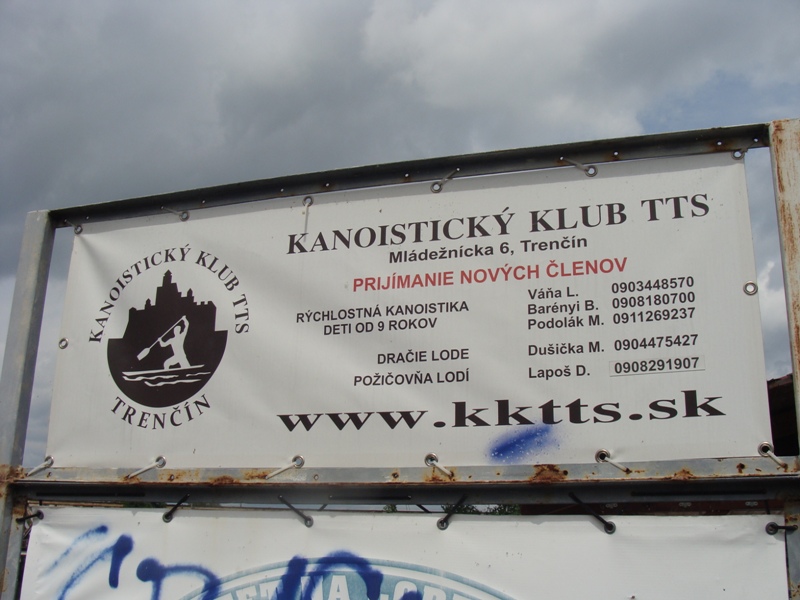 KANOISTICKÝ KLUB TTS
TRENČÍN
KANOISTICKÝ KLUB TTS
Mládežnícka 6, Trenčín
PRIJÍMANIE NOVÝCH ČLENOV
RÝCHLOSTNÁ KANOISTIKA
DETI OD 9 ROKOV
Váňa L. 0903448570
Barényi B. 0908180700
Podolák M. 0911269237
DRAČIE LODE Dušička M. 0904475427
POŽIČOVŇA LODÍ Lapoš D. 0908291907
www.kktts.sk